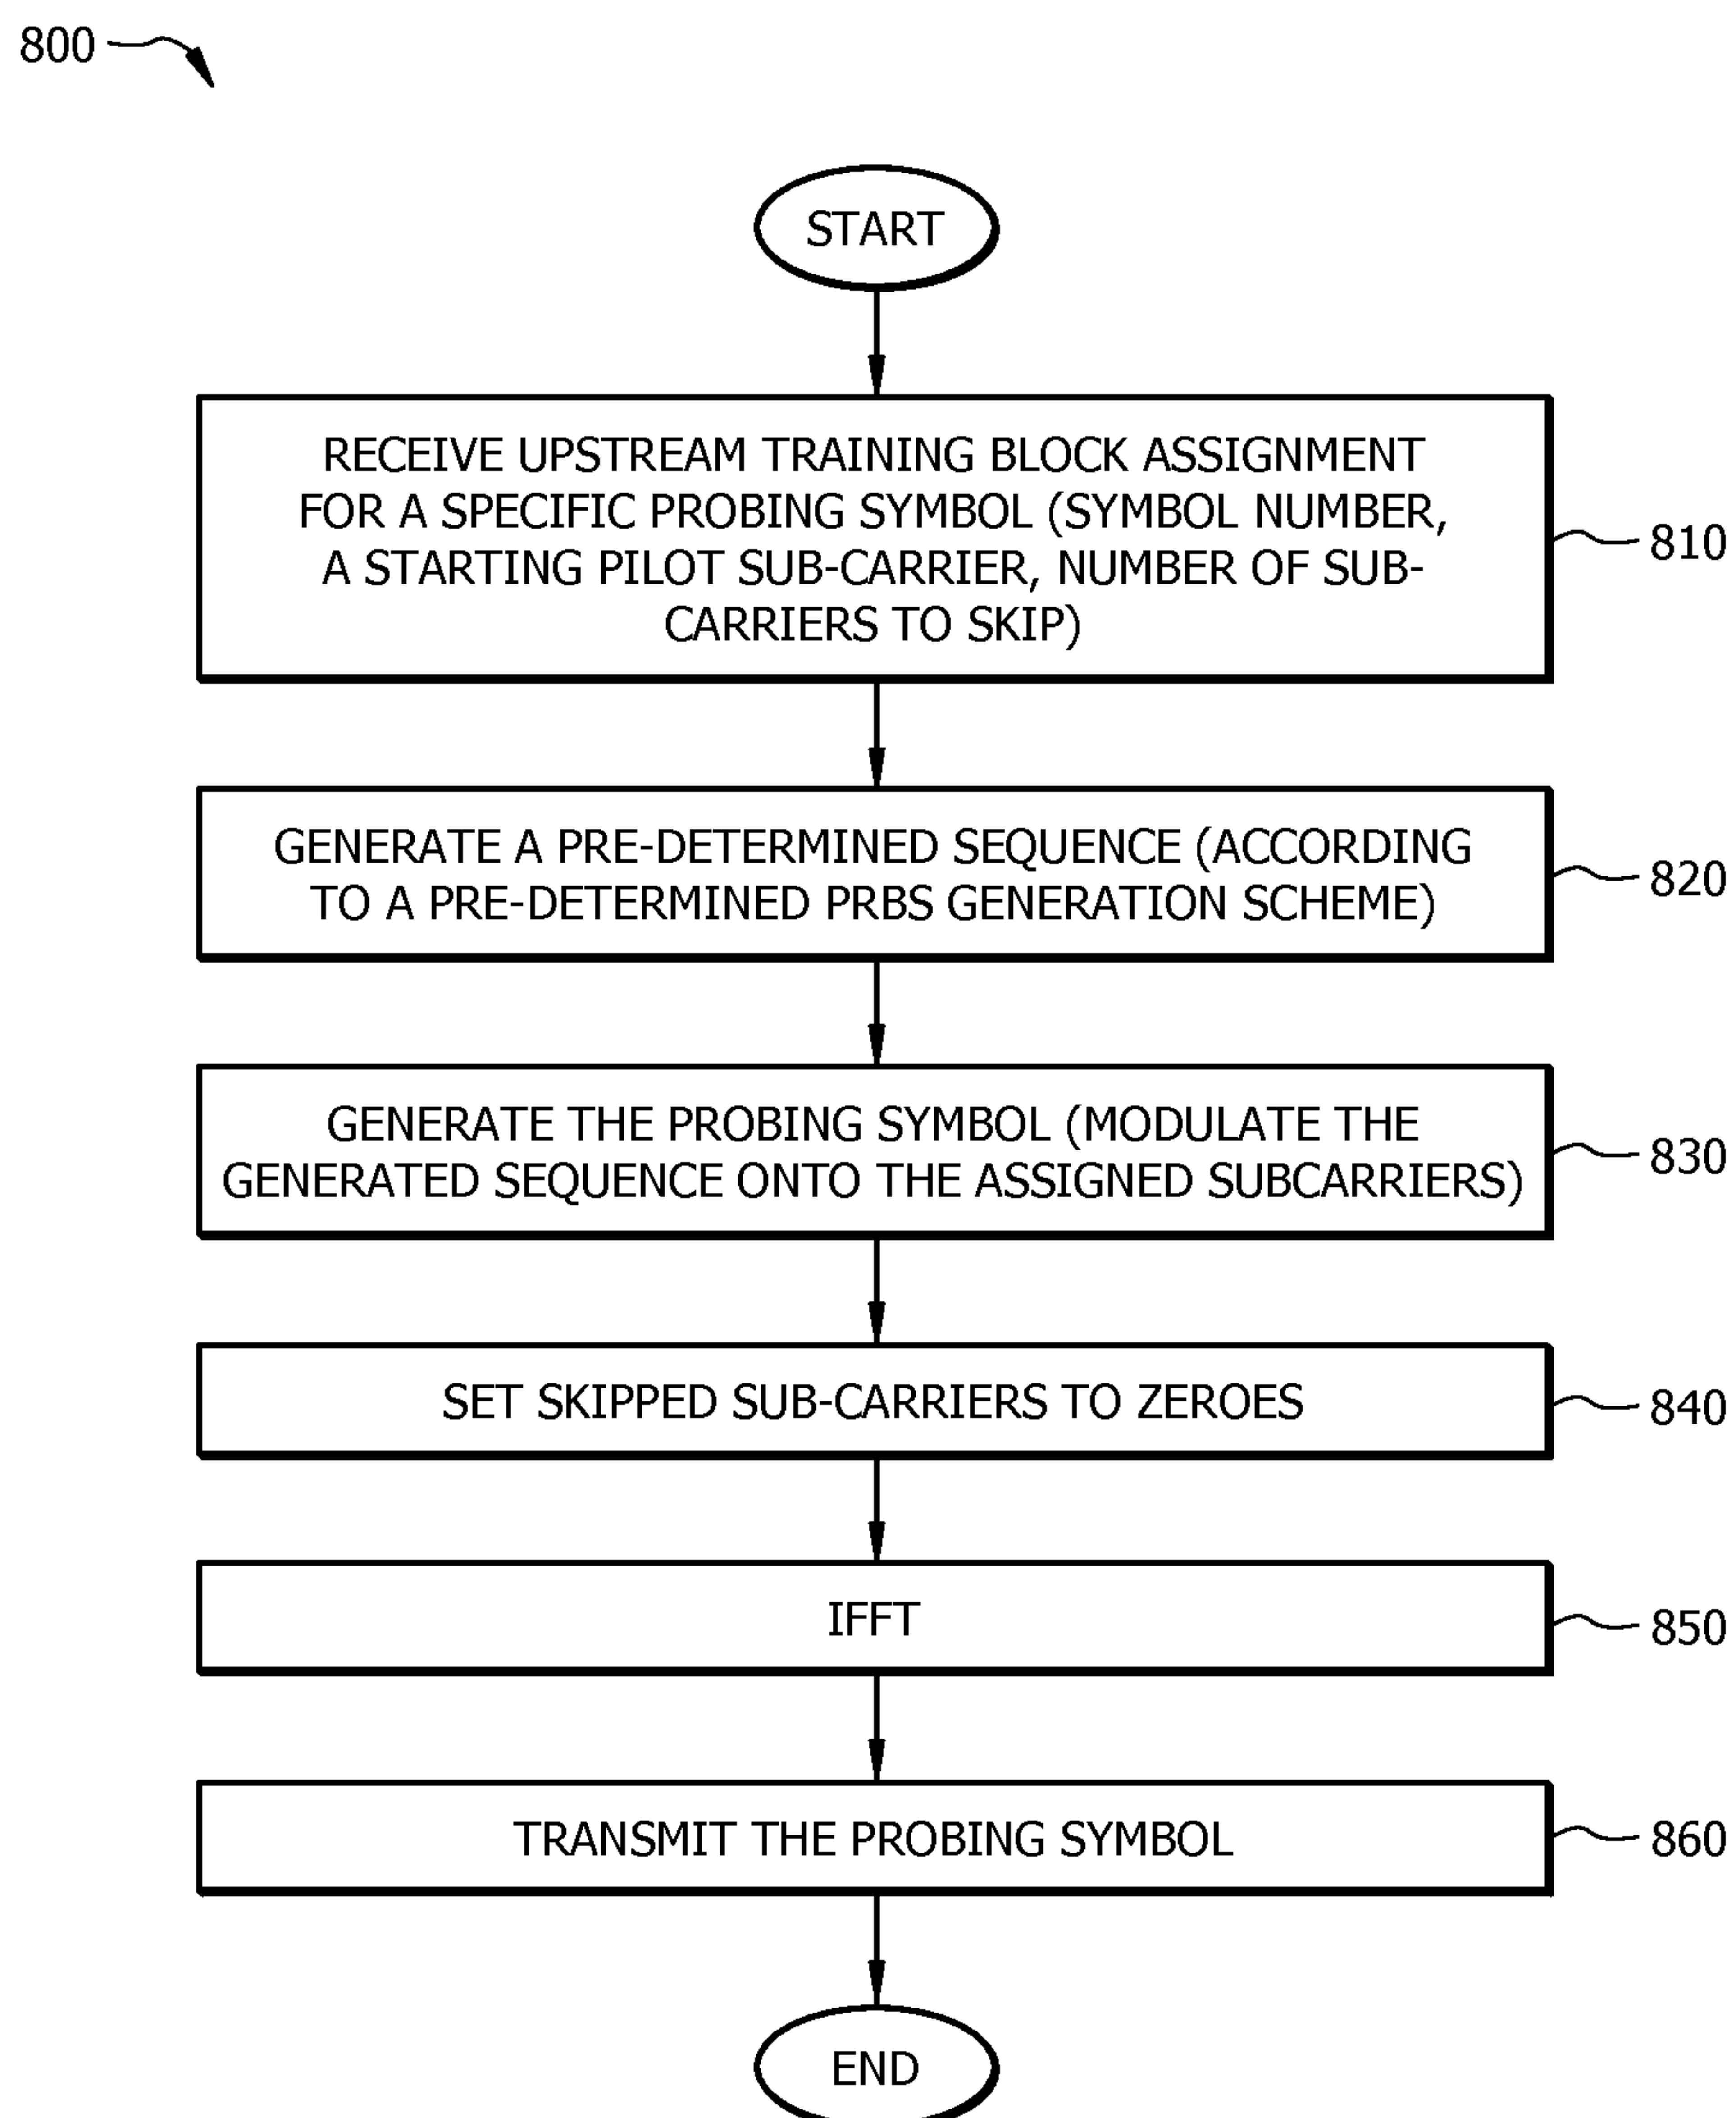 800
START
RECEIVE UPSTREAM TRAINING BLOCK ASSIGNMENT
FOR A SPECIFIC PROBING SYMBOL (SYMBOL NUMBER,
A STARTING PILOT SUB-CARRIER, NUMBER OF SUB-
CARRIERS TO SKIP)
810
GENERATE A PRE-DETERMINED SEQUENCE (ACCORDING
TO A PRE-DETERMINED PRBS GENERATION SCHEME)
820
GENERATE THE PROBING SYMBOL (MODULATE THE
GENERATED SEQUENCE ONTO THE ASSIGNED SUBCARRIERS)
830
SET SKIPPED SUB-CARRIERS TO ZEROES
840
IFFT
850
TRANSMIT THE PROBING SYMBOL
860
END